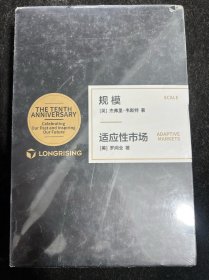 规模
SCALE
[英] 杰弗里·韦斯特 著
THE TENTH
ANNIVERSARY
Celebrating
Our Past and Inspiring
Our Future
LONGRISING
适应性市场
ADAPTIVE
MARKETS
[美] 罗闻全 著